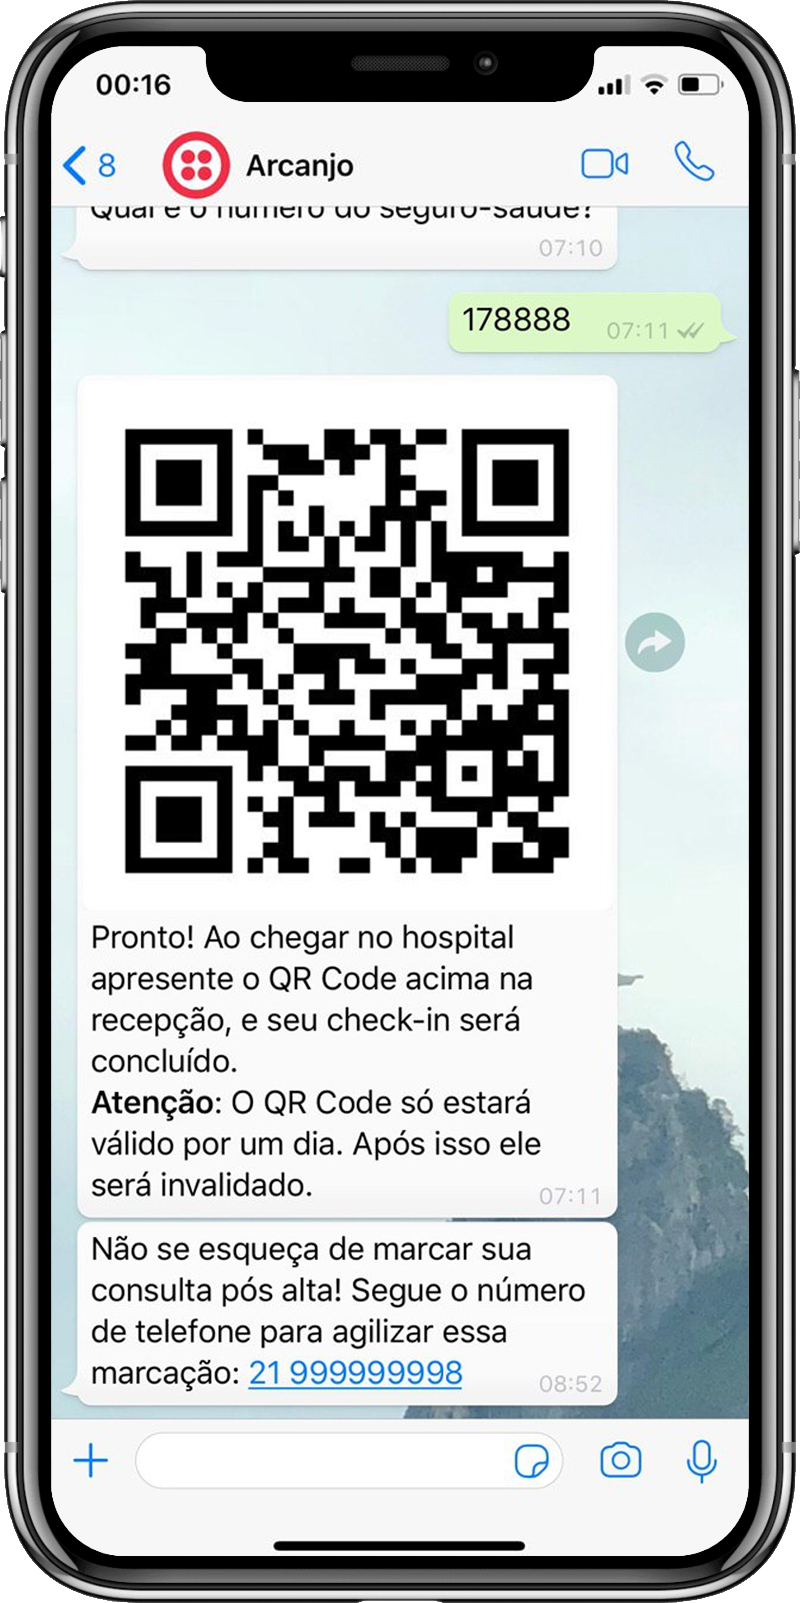 00:16
8
Arcanjo
Qual é o número do seguro-saúde?
07:10
178888
07:11
Pronto! Ao chegar no hospital
apresente o QR Code acima na
recepção, e seu check-in será
concluído.
Atenção: O QR Code só estará
válido por um dia. Após isso ele
será invalidado.
07:11
Não se esqueça de marcar sua
consulta pós alta! Segue o número
de telefone para agilizar essa
marcação: 21 999999998
08:52